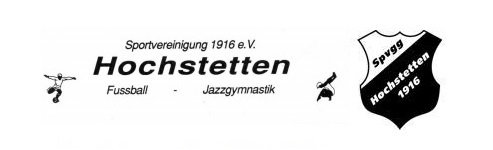 Sportvereinigung 1916 e.V.
Hochstetten
Fussball - Jazzgymnastik
Spvgg
Hochstetten
1916